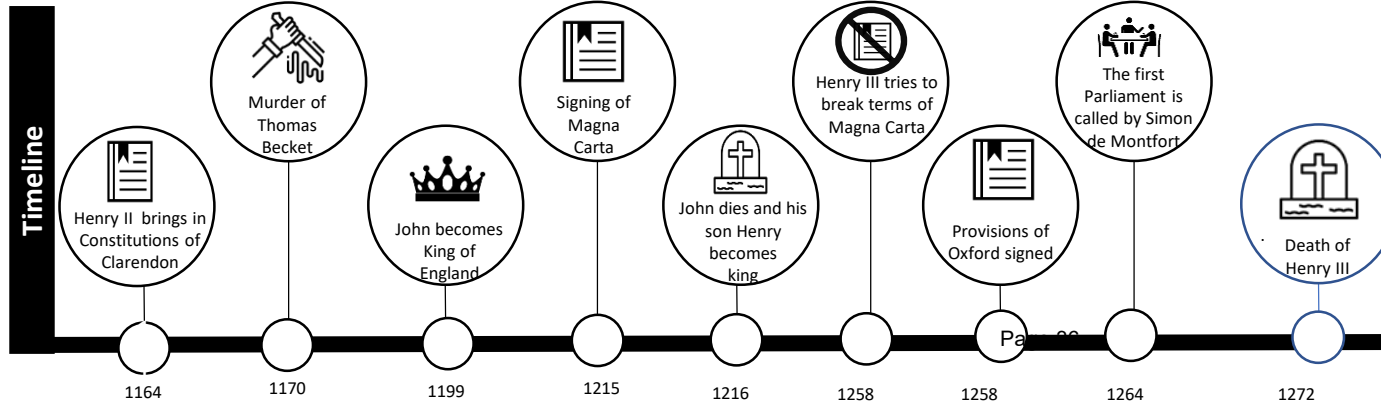 Timeline
Henry II brings in
Constitutions of
Clarendon
Murder of
Thomas
Becket
John becomes
King of
England
Signing of
Magna
Carta
John dies and his
son Henry
becomes
king
Henry III tries to
break terms of
Magna Carta
Provisions of
Oxford signed
The first
Parliament is
called by Simon
de Montfort
.
Death of
Henry III
1164
1170
1199
1215
1216
1258
1258
1264
1272